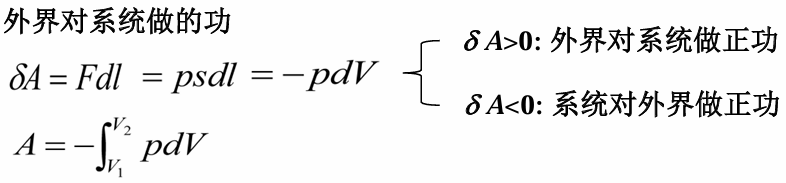 外界对系统做的功
δA = Fdl = psdl = −pdV
δA>0: 外界对系统做正功
δA<0: 系统对外界做正功
A = −∫_{V₁}^{V₂} pdV